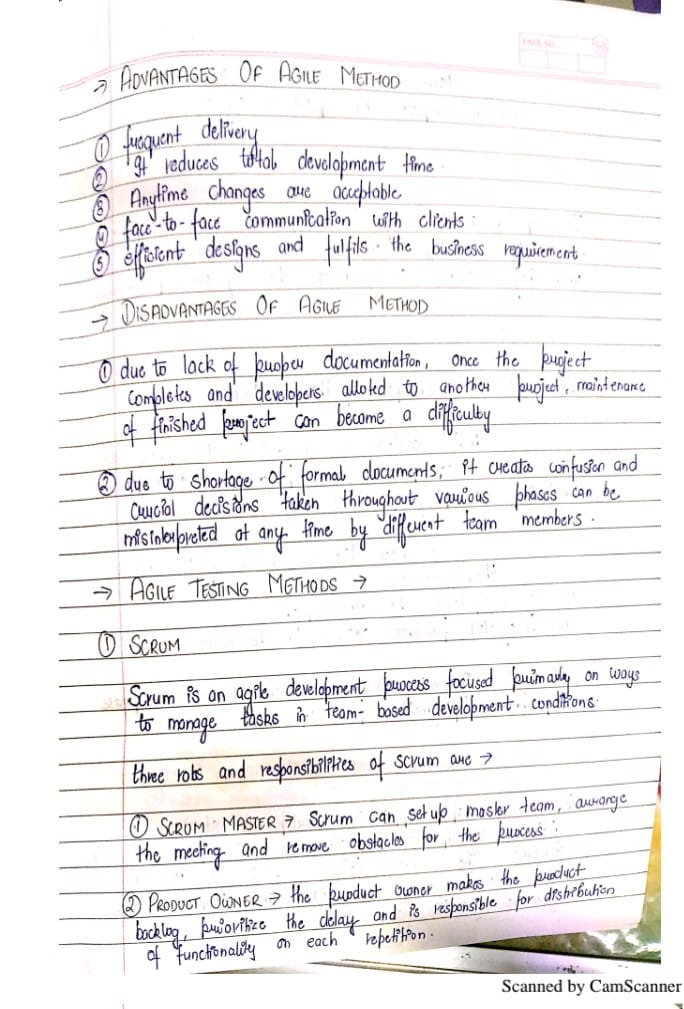 PAGE NO.
→ ADVANTAGES OF AGILE METHOD
① frequent delivery
② It reduces total development time
③ Anytime changes are acceptable
④ face-to-face communication with clients
⑤ efficient designs and fulfils the business requirement
→ DISADVANTAGES OF AGILE METHOD
① due to lack of proper documentation, once the project
completes and developers alloted to another project, maintenance
of finished project can become a difficulty
② due to shortage of formal documents, it creates confusion and
crucial decisions taken throughout various phases can be
misinterpreted at any time by different team members.
→ AGILE TESTING METHODS →
① SCRUM
Scrum is an agile development process focused primarly on ways
to manage tasks in team-based development conditions.
three roles and responsibilities of scrum are →
① SCRUM MASTER → Scrum can set up master team, arrange
the meeting and remove obstacles for the process.
② PRODUCT OWNER → the product owner makes the product
backlog, prioritize the delay and is responsible for distribution
of functionality on each repetition.
Scanned by CamScanner